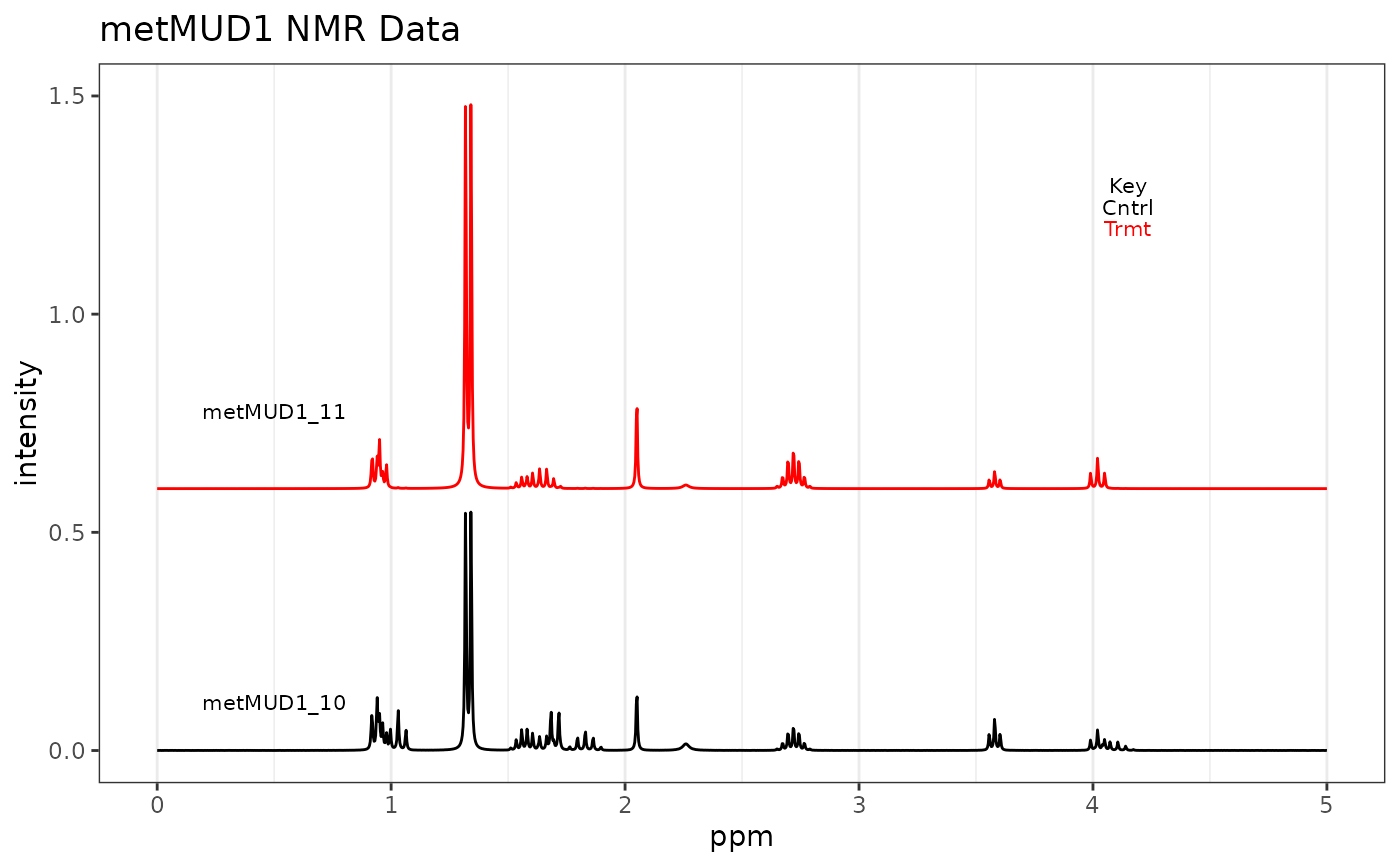 metMUD1 NMR Data
1.5
1.0
0.5
0.0
intensity
Key
Cntrl
Trmt
metMUD1_11
metMUD1_10
0 1 2 3 4 5
ppm